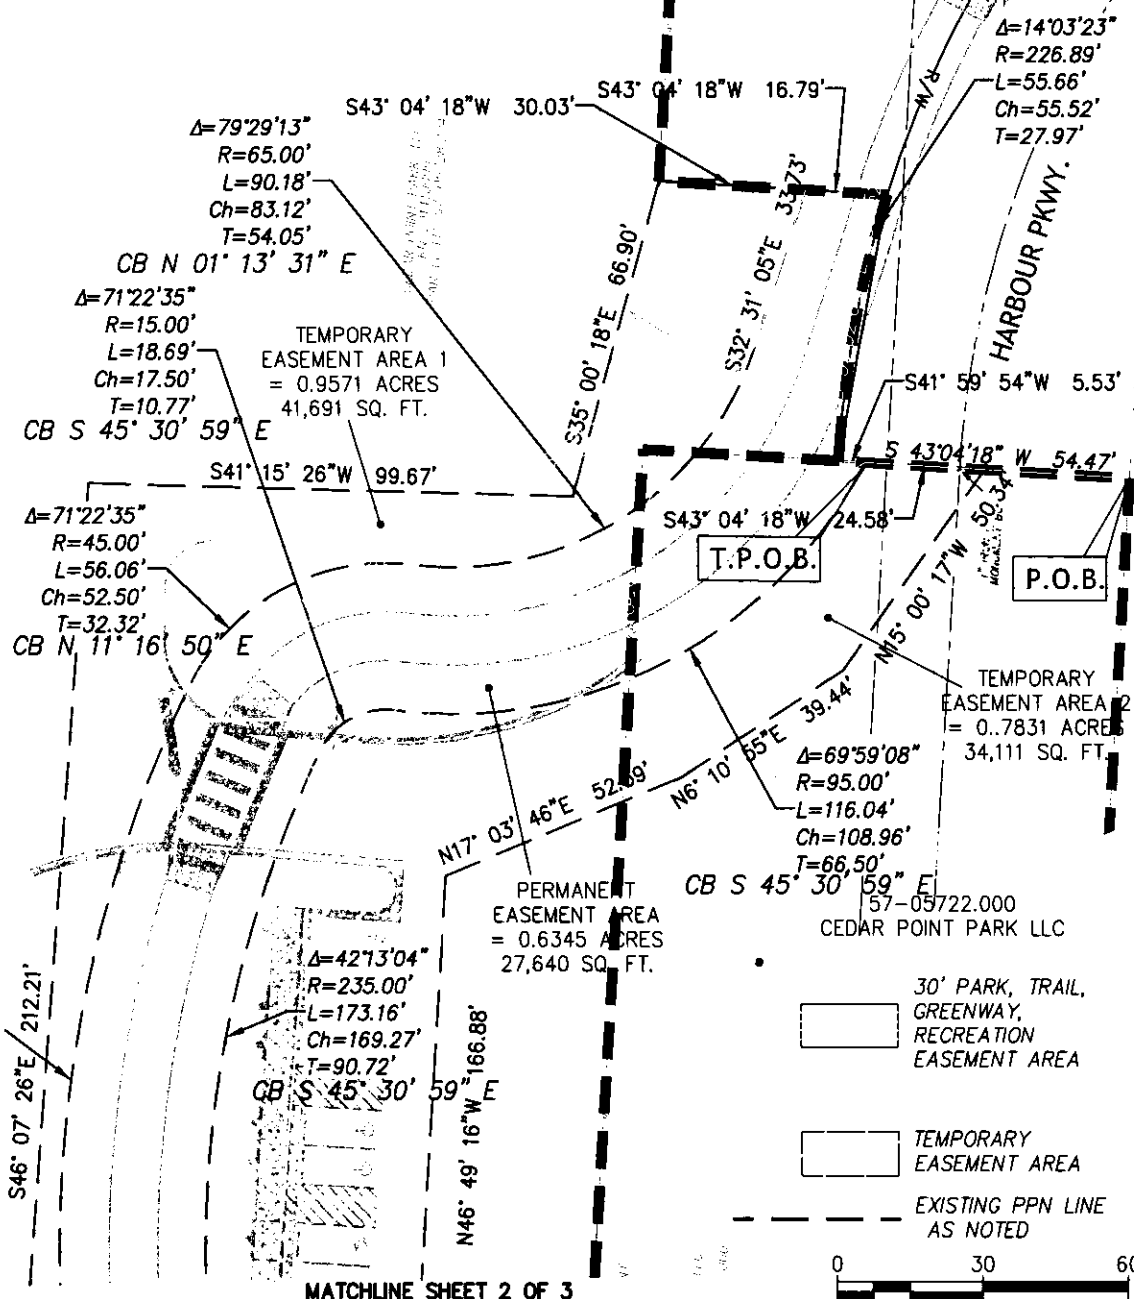 Δ=14°03'23"
R=226.89'
L=55.66'
Ch=55.52'
T=27.97'
R/W
S43° 04' 18"W 30.03'
S43° 04' 18"W 16.79'
Δ=79°29'13"
R=65.00'
L=90.18'
Ch=83.12'
T=54.05'
CB N 01° 13' 31" E
Δ=71°22'35"
R=15.00'
L=18.69'
Ch=17.50'
T=10.77'
CB S 45° 30' 59" E
TEMPORARY
EASEMENT AREA 1
= 0.9571 ACRES
41,691 SQ. FT.
S35° 00' 18"E 66.90'
S32° 31' 05"E 33.73'
HARBOUR PKWY.
S41° 59' 54"W 5.53'
S 43°04'18" W 54.47'
S41° 15' 26"W 99.67'
S43° 04' 18"W 24.58'
T.P.O.B.
P.O.B.
Δ=71°22'35"
R=45.00'
L=56.06'
Ch=52.50'
T=32.32'
CB N 11° 16' 50" E
N15° 00' 17"W 50.34'
TEMPORARY
EASEMENT AREA 2
= 0..7831 ACRES
34,111 SQ. FT.
N6° 10' 55"E 39.44'
N17° 03' 46"E 52.89'
Δ=69°59'08"
R=95.00'
L=116.04'
Ch=108.96'
T=66,50'
CB S 45° 30' 59" E
PERMANENT
EASEMENT AREA
= 0.6345 ACRES
27,640 SQ. FT.
57-05722.000
CEDAR POINT PARK LLC
Δ=42°13'04"
R=235.00'
L=173.16'
Ch=169.27'
T=90.72'
CB S 45° 30' 59" E
S46° 07' 26"E 212.21'
N46° 49' 16"W 166.88'
30' PARK, TRAIL,
GREENWAY,
RECREATION
EASEMENT AREA
TEMPORARY
EASEMENT AREA
EXISTING PPN LINE
AS NOTED
0 30 60
MATCHLINE SHEET 2 OF 3